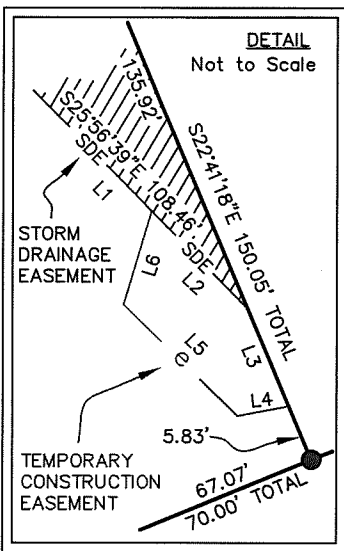 DETAIL
Not to Scale
135.92'
S25°56'39"E 108.46'
SDE
SDE
S22°41'18"E 150.05' TOTAL
L1
L2
L3
L4
L5
L6
STORM
DRAINAGE
EASEMENT
TEMPORARY
CONSTRUCTION
EASEMENT
5.83'
67.07'
70.00' TOTAL